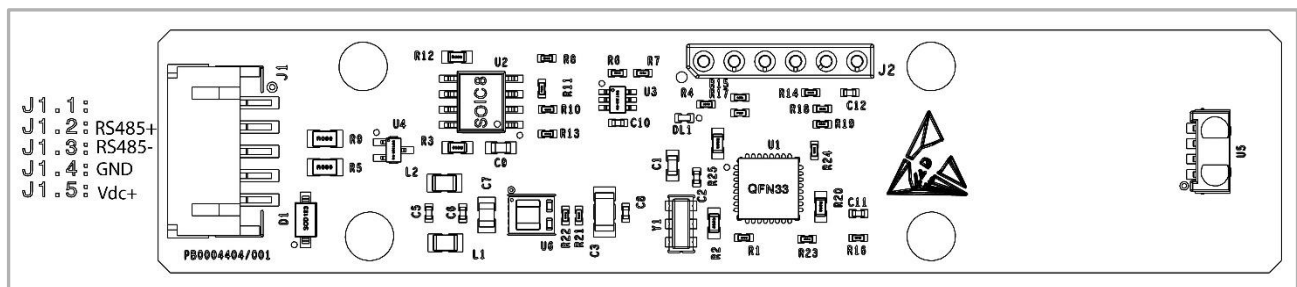 J1
J1.1:
J1.2: RS485+
J1.3: RS485-
J1.4: GND
J1.5: Vdc+
R12
U2
SOIC8
R8
R11
R10
R13
R6
R7
U3
C10
R4
J2
R14
R18
R19
C12
DL1
U4
R9
R5
R3
C9
L2
C1
C2
R25
U1
QFN33
R24
R20
C11
U5
D1
C5
C6
C7
L1
U6
R22
R21
C3
C8
Y1
R2
R1
R23
R16
PB0004404/001